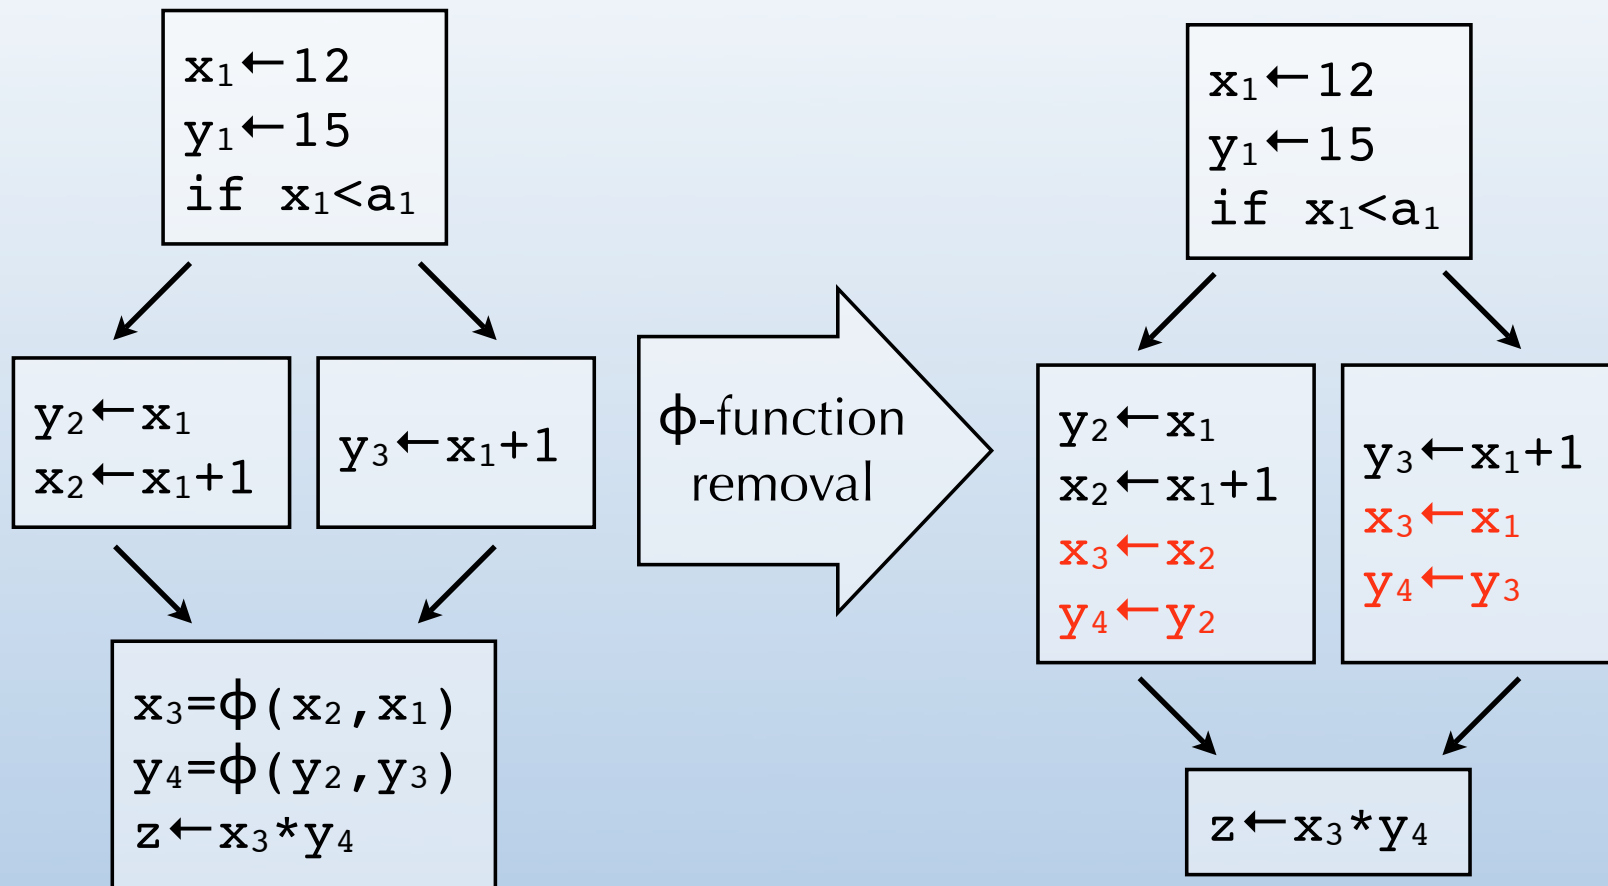 x₁←12
y₁←15
if x₁<a₁
y₂←x₁
x₂←x₁+1
y₃←x₁+1
x₃=ϕ(x₂,x₁)
y₄=ϕ(y₂,y₃)
z←x₃*y₄
ϕ-function
removal
x₁←12
y₁←15
if x₁<a₁
y₂←x₁
x₂←x₁+1
x₃←x₂
y₄←y₂
y₃←x₁+1
x₃←x₁
y₄←y₃
z←x₃*y₄